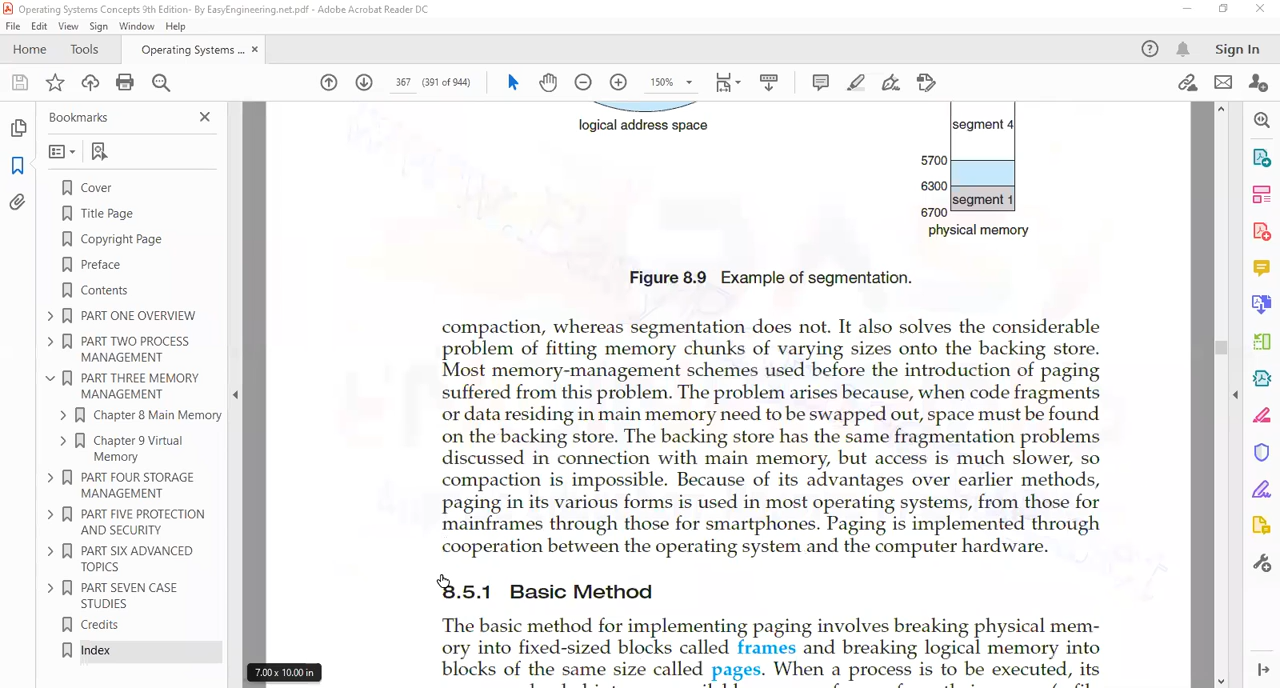 Operating Systems Concepts 9th Edition- By EasyEngineering.net.pdf - Adobe Acrobat Reader DC
File Edit View Sign Window Help
Home Tools Operating Systems ... × Sign In
367 (391 of 944) 150%
Bookmarks
Cover
Title Page
Copyright Page
Preface
Contents
PART ONE OVERVIEW
PART TWO PROCESS
MANAGEMENT
PART THREE MEMORY
MANAGEMENT
Chapter 8 Main Memory
Chapter 9 Virtual
Memory
PART FOUR STORAGE
MANAGEMENT
PART FIVE PROTECTION
AND SECURITY
PART SIX ADVANCED
TOPICS
PART SEVEN CASE
STUDIES
Credits
Index
7.00 x 10.00 in
logical address space
segment 4
5700
6300
segment 1
6700
physical memory
Figure 8.9 Example of segmentation.
compaction, whereas segmentation does not. It also solves the considerable
problem of fitting memory chunks of varying sizes onto the backing store.
Most memory-management schemes used before the introduction of paging
suffered from this problem. The problem arises because, when code fragments
or data residing in main memory need to be swapped out, space must be found
on the backing store. The backing store has the same fragmentation problems
discussed in connection with main memory, but access is much slower, so
compaction is impossible. Because of its advantages over earlier methods,
paging in its various forms is used in most operating systems, from those for
mainframes through those for smartphones. Paging is implemented through
cooperation between the operating system and the computer hardware.
8.5.1 Basic Method
The basic method for implementing paging involves breaking physical mem-
ory into fixed-sized blocks called frames and breaking logical memory into
blocks of the same size called pages. When a process is to be executed, its